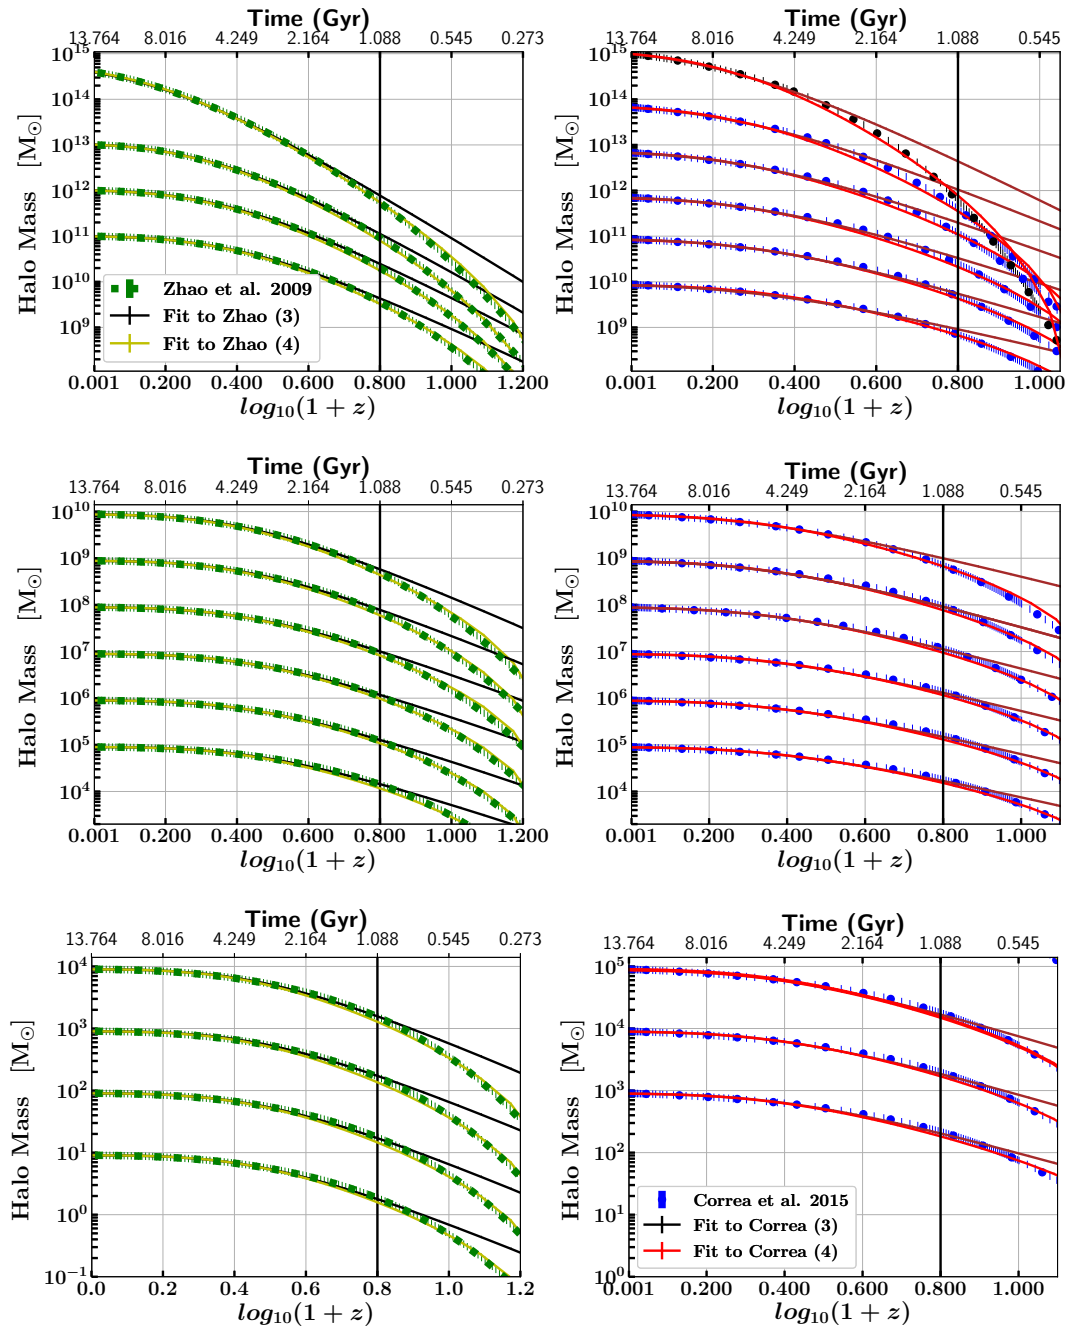 Time (Gyr)
13.764 8.016 4.249 2.164 1.088 0.545 0.273
10^15
10^14
10^13
10^12
10^11
10^10
10^9
Halo Mass [M⊙]
Zhao et al. 2009
Fit to Zhao (3)
Fit to Zhao (4)
0.001 0.200 0.400 0.600 0.800 1.000 1.200
log10(1 + z)
Time (Gyr)
13.764 8.016 4.249 2.164 1.088 0.545
10^15
10^14
10^13
10^12
10^11
10^10
10^9
Halo Mass [M⊙]
0.001 0.200 0.400 0.600 0.800 1.000
log10(1 + z)
Time (Gyr)
13.764 8.016 4.249 2.164 1.088 0.545 0.273
10^10
10^9
10^8
10^7
10^6
10^5
10^4
Halo Mass [M⊙]
0.001 0.200 0.400 0.600 0.800 1.000 1.200
log10(1 + z)
Time (Gyr)
13.764 8.016 4.249 2.164 1.088 0.545
10^10
10^9
10^8
10^7
10^6
10^5
10^4
Halo Mass [M⊙]
0.001 0.200 0.400 0.600 0.800 1.000
log10(1 + z)
Time (Gyr)
13.764 8.016 4.249 2.164 1.088 0.545 0.273
10^4
10^3
10^2
10^1
10^0
10^−1
Halo Mass [M⊙]
0.0 0.2 0.4 0.6 0.8 1.0 1.2
log10(1 + z)
Time (Gyr)
13.764 8.016 4.249 2.164 1.088 0.545
10^5
10^4
10^3
10^2
10^1
10^0
Halo Mass [M⊙]
Correa et al. 2015
Fit to Correa (3)
Fit to Correa (4)
0.001 0.200 0.400 0.600 0.800 1.000
log10(1 + z)